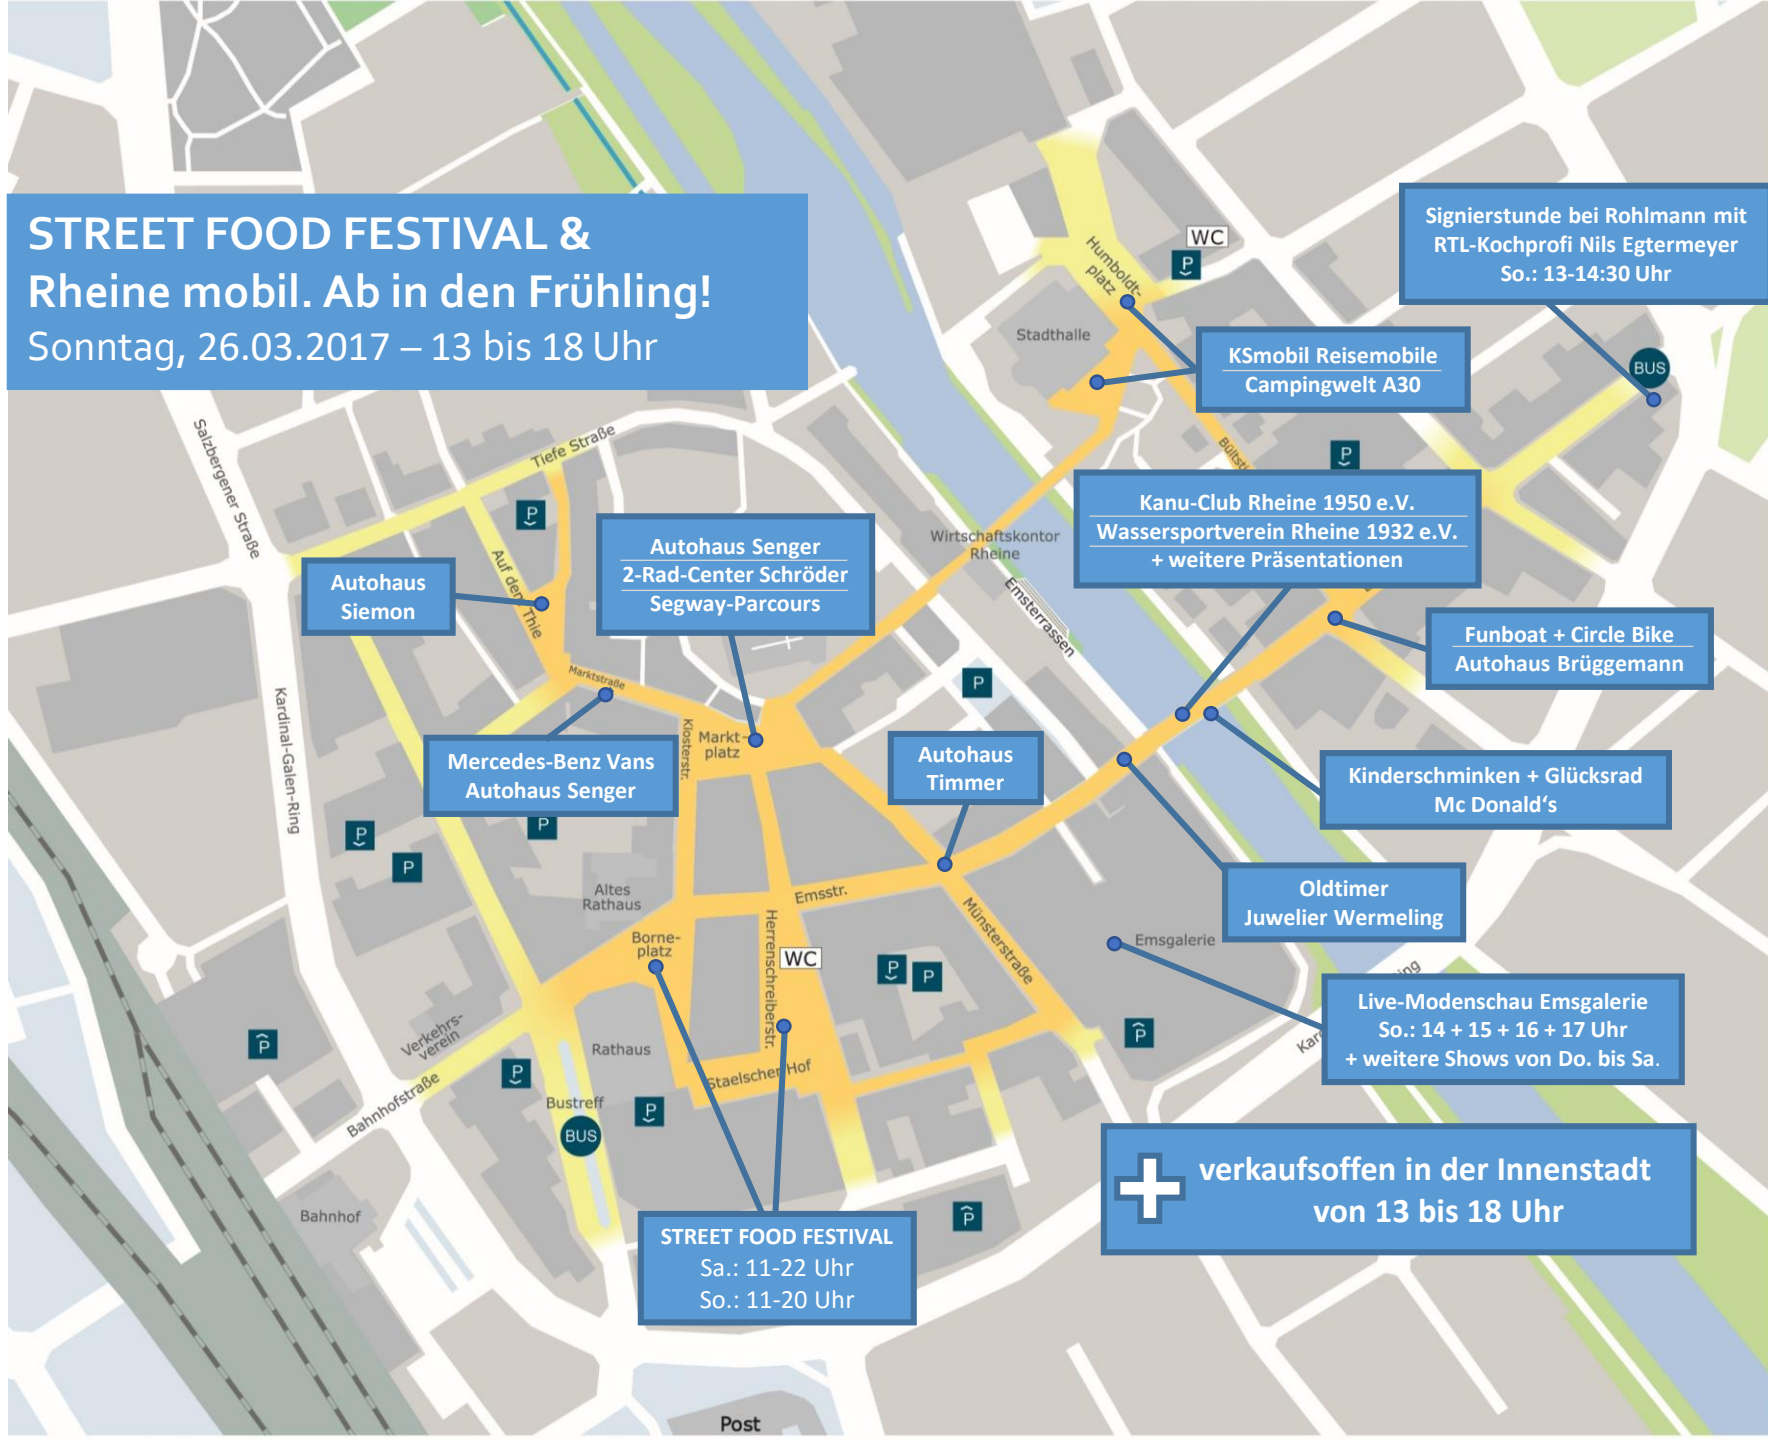 STREET FOOD FESTIVAL &
Rheine mobil. Ab in den Frühling!
Sonntag, 26.03.2017 – 13 bis 18 Uhr
Signierstunde bei Rohlmann mit
RTL-Kochprofi Nils Egtermeyer
So.: 13-14:30 Uhr
WC
P
Humboldt-
platz
Stadthalle
KSmobil Reisemobile
Campingwelt A30
BUS
Salzbergener Straße
Tiefe Straße
P
P
Kanu-Club Rheine 1950 e.V.
Wassersportverein Rheine 1932 e.V.
+ weitere Präsentationen
Wirtschaftskontor
Rheine
Autohaus Senger
2-Rad-Center Schröder
Segway-Parcours
Autohaus
Siemon
Auf dem Thie
Emsterrassen
Funboat + Circle Bike
Autohaus Brüggemann
Marktstraße
P
Kardinal-Galen-Ring
Klosterstr.
Markt-
platz
Mercedes-Benz Vans
Autohaus Senger
Autohaus
Timmer
Kinderschminken + Glücksrad
Mc Donald‘s
P
P
P
Altes
Rathaus
Emsstr.
Oldtimer
Juwelier Wermeling
Borne-
platz
Herrenschreiberstr.
WC
Münsterstraße
Emsgalerie
P
P
Live-Modenschau Emsgalerie
So.: 14 + 15 + 16 + 17 Uhr
+ weitere Shows von Do. bis Sa.
P
Verkehrs-
verein
Rathaus
P
P
Staelscher Hof
Bahnhofstraße
Bustreff
P
BUS
verkaufsoffen in der Innenstadt
von 13 bis 18 Uhr
Bahnhof
P
STREET FOOD FESTIVAL
Sa.: 11-22 Uhr
So.: 11-20 Uhr
Post